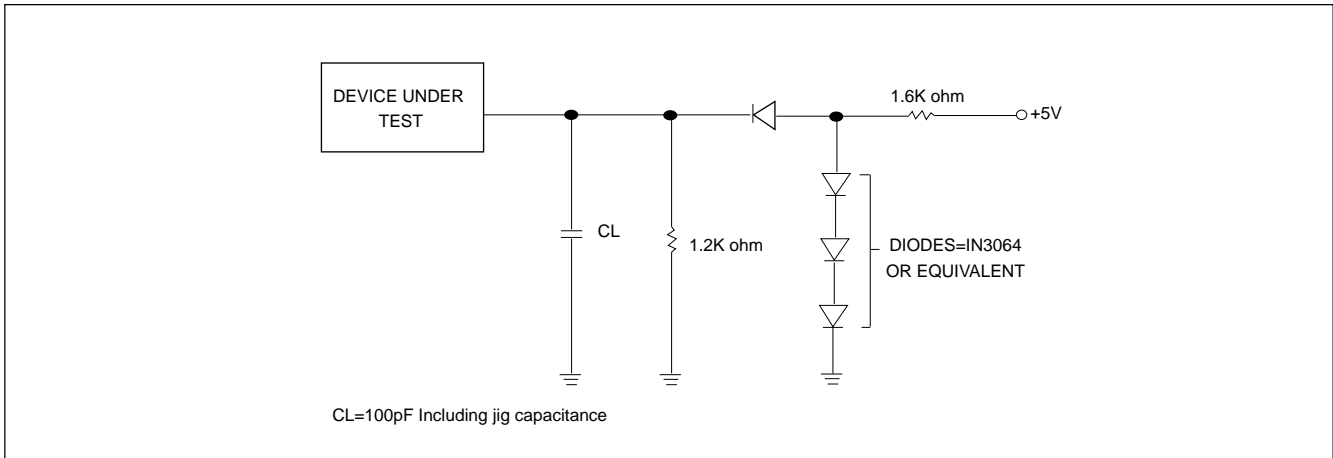 DEVICE UNDER
TEST
1.6K ohm
+5V
CL
1.2K ohm
DIODES=IN3064
OR EQUIVALENT
CL=100pF Including jig capacitance